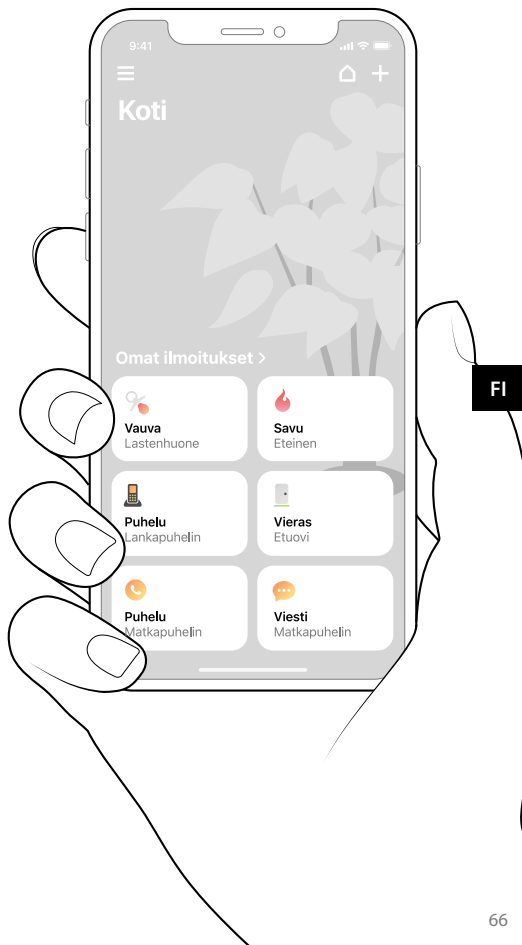 9:41
Koti
Omat ilmoitukset >
Vauva
Lastenhuone
Savu
Eteinen
Puhelu
Lankapuhelin
Vieras
Etuovi
Puhelu
Matkapuhelin
Viesti
Matkapuhelin
FI
66